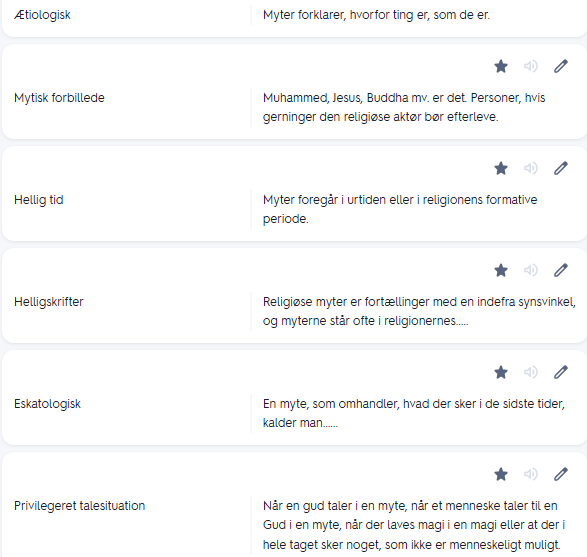 Ætiologisk
Myter forklarer, hvorfor ting er, som de er.
Mytisk forbillede
Muhammed, Jesus, Buddha mv. er det. Personer, hvis
gerninger den religiøse aktør bør efterleve.
Hellig tid
Myter foregår i urtiden eller i religionens formative
periode.
Helligskrifter
Religiøse myter er fortællinger med en indefra synsvinkel,
og myterne står ofte i religionernes.....
Eskatologisk
En myte, som omhandler, hvad der sker i de sidste tider,
kalder man......
Privilegeret talesituation
Når en gud taler i en myte, når et menneske taler til en
Gud i en myte, når der laves magi i en magi eller at der i
hele taget sker noget, som ikke er menneskeligt muligt.